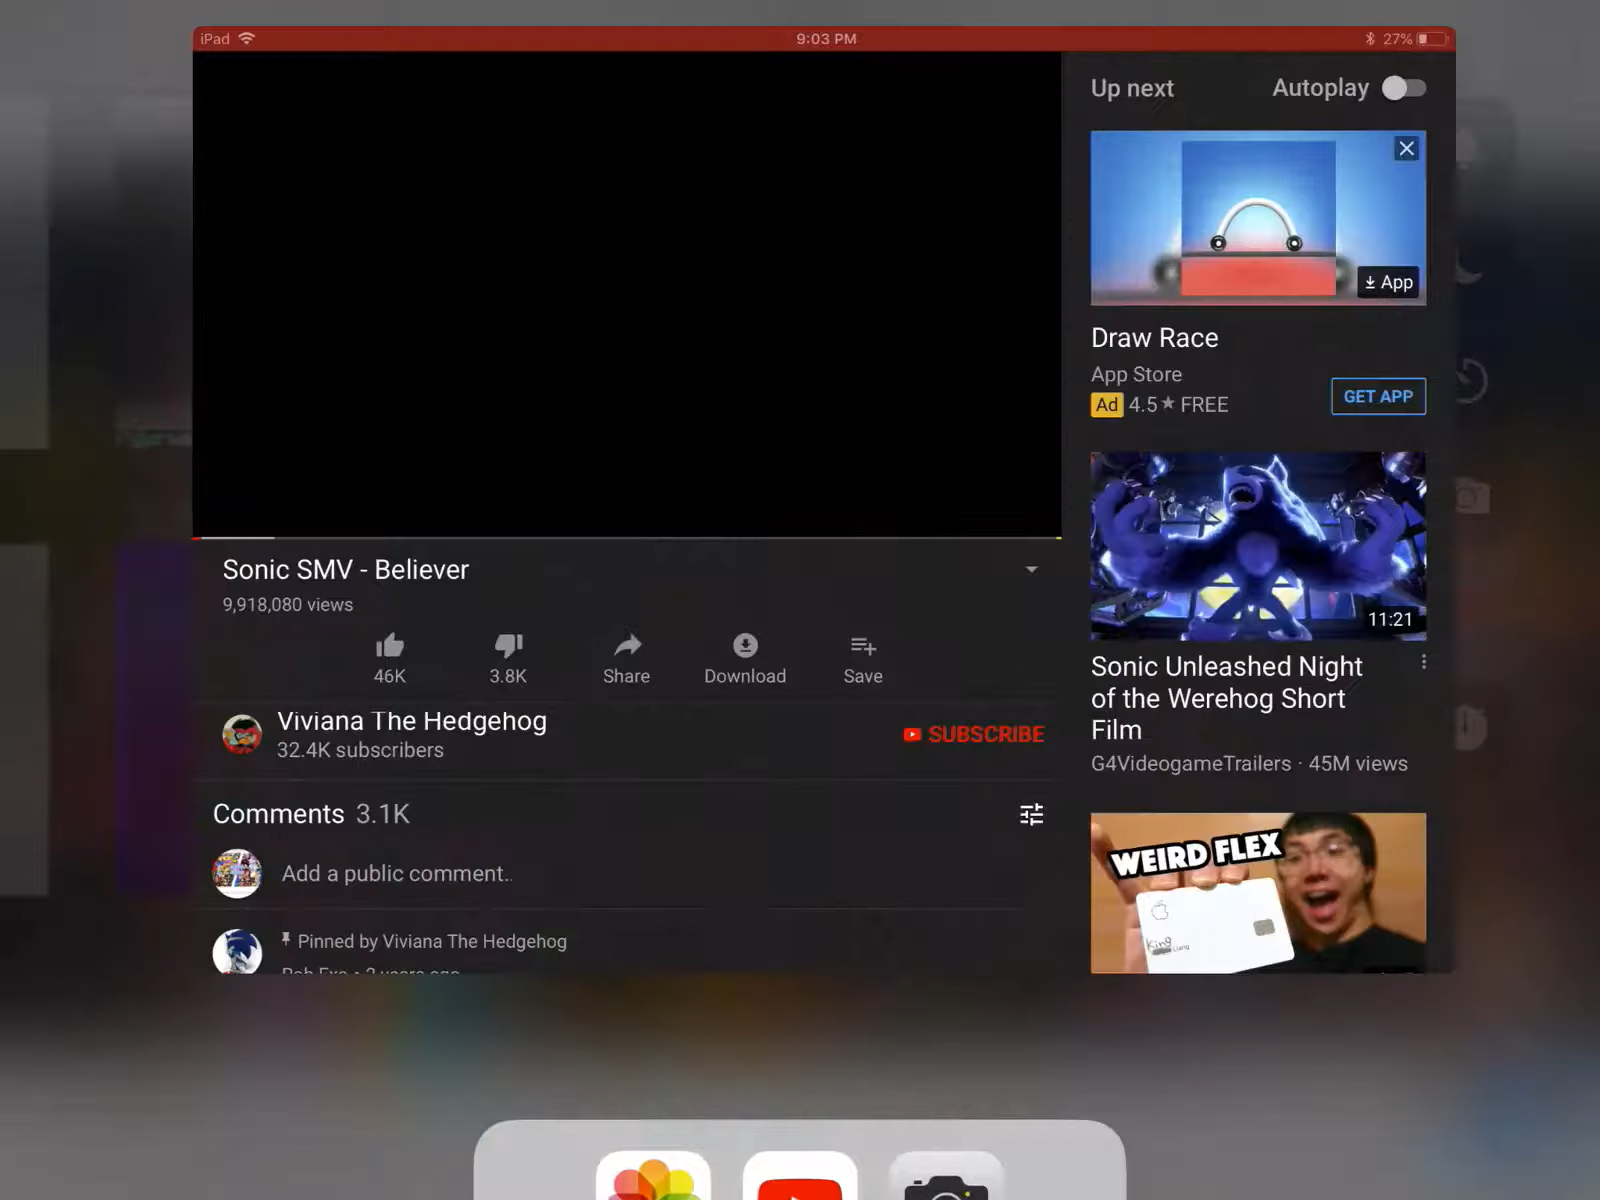 iPad
9:03 PM
27%
Up next
Autoplay
App
Draw Race
App Store
Ad 4.5 ★ FREE
GET APP
11:21
Sonic Unleashed Night
of the Werehog Short
Film
G4VideogameTrailers · 45M views
WEIRD FLEX
King
Liang
Sonic SMV - Believer
9,918,080 views
46K
3.8K
Share
Download
Save
Viviana The Hedgehog
32.4K subscribers
SUBSCRIBE
Comments 3.1K
Add a public comment..
Pinned by Viviana The Hedgehog